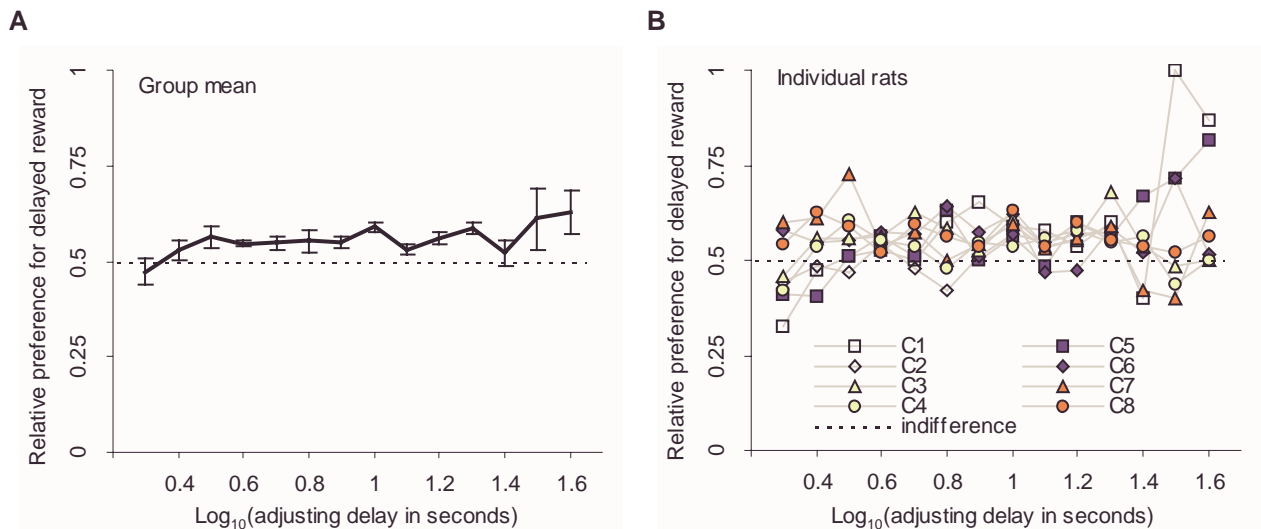 A
Group mean
Relative preference for delayed reward
1
0.75
0.5
0.25
0
0.4 0.6 0.8 1 1.2 1.4 1.6
Log10(adjusting delay in seconds)
B
Individual rats
Relative preference for delayed reward
1
0.75
0.5
0.25
0
C1 C5
C2 C6
C3 C7
C4 C8
indifference
0.4 0.6 0.8 1 1.2 1.4 1.6
Log10(adjusting delay in seconds)